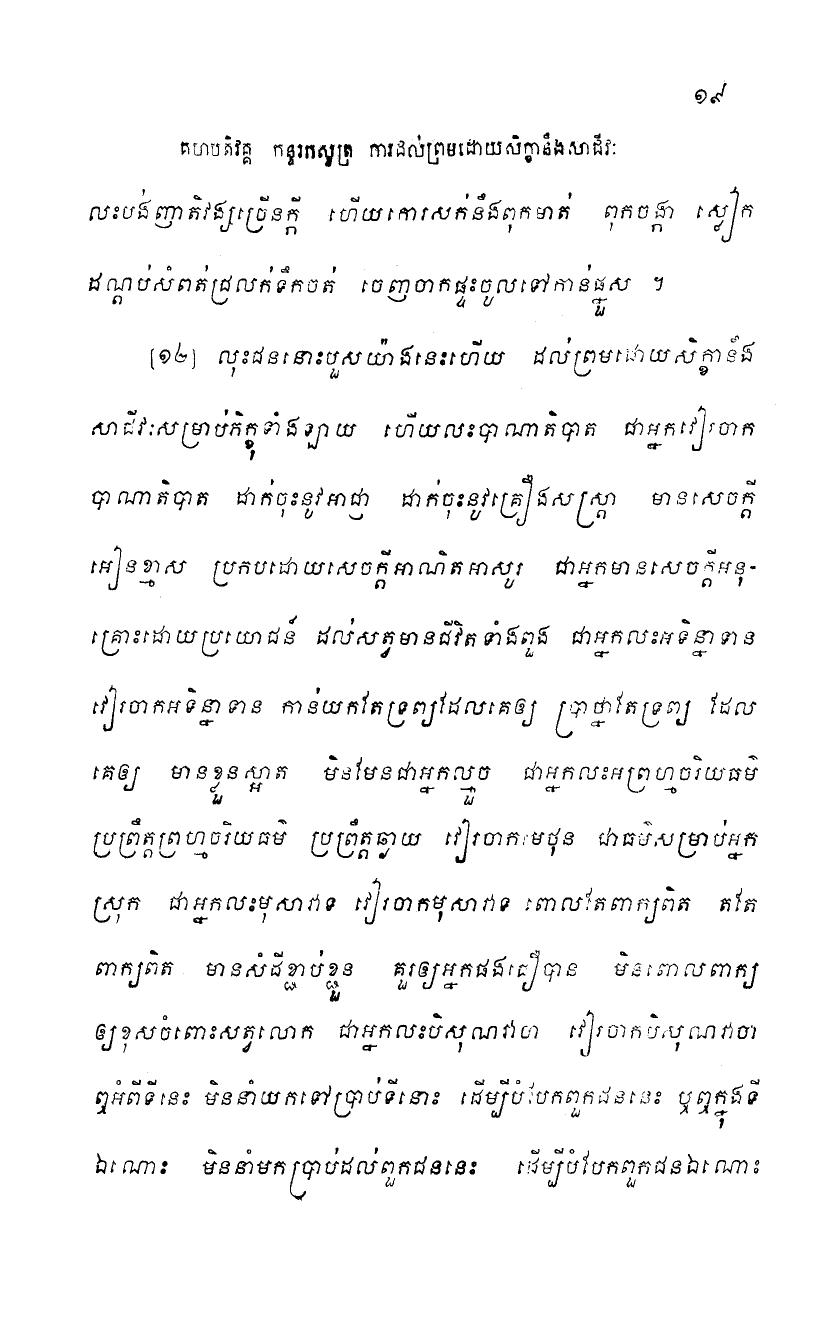 ១៩
គហបតិវគ្គ កន្ទរកសូត្រ ការដល់ព្រមដោយសិក្ខានឹងសាជីវៈ
លះបង់ញាតិវង្សច្រើនក្តី ហើយកោរសក់នឹងពុកមាត់ ពុកចង្កា ស្លៀក
ដណ្តប់សំពត់ជ្រលក់ទឹកចត់ ចេញចាកផ្ទះចូលទៅកាន់ផ្នួស ។
[១៤] លុះជននោះបួសយ៉ាងនេះហើយ ដល់ព្រមដោយសិក្ខានឹង
សាជីវៈសម្រាប់ភិក្ខុទាំងឡាយ ហើយលះបាណាតិបាត ជាអ្នកវៀរចាក
បាណាតិបាត ដាក់ចុះនូវអាជ្ញា ដាក់ចុះនូវគ្រឿងសស្ត្រា មានសេចក្តី
អៀនខ្មាស ប្រកបដោយសេចក្តីអាណិតអាសូរ ជាអ្នកមានសេចក្តីអនុ-
គ្រោះដោយប្រយោជន៍ ដល់សត្វមានជីវិតទាំងពួង ជាអ្នកលះអទិន្នាទាន
វៀរចាកអទិន្នាទាន កាន់យកតែទ្រព្យដែលគេឲ្យ ប្រាថ្នាតែទ្រព្យ ដែល
គេឲ្យ មានខ្លួនស្អាត មិនមែនជាអ្នកលួច ជាអ្នកលះអព្រហ្មចរិយធម៌
ប្រព្រឹត្តព្រហ្មចរិយធម៌ ប្រព្រឹត្តឆ្ងាយ វៀរចាកមេថុន ជាធម៌សម្រាប់អ្នក
ស្រុក ជាអ្នកលះមុសាវាទ វៀរចាកមុសាវាទ ពោលតែពាក្យពិត តតែ
ពាក្យពិត មានសំដីខ្ជាប់ខ្ជួន គួរឲ្យអ្នកផងជឿបាន មិនពោលពាក្យ
ឲ្យខុសចំពោះសត្វលោក ជាអ្នកលះបិសុណវាចា វៀរចាកបិសុណវាចា
ឮអំពីទីនេះ មិននាំយកទៅប្រាប់ទីនោះ ដើម្បីបំបែកពួកជននេះ ឬឮក្នុងទី
ឯណោះ មិននាំមកប្រាប់ដល់ពួកជននេះ ដើម្បីបំបែកពួកជនឯណោះ